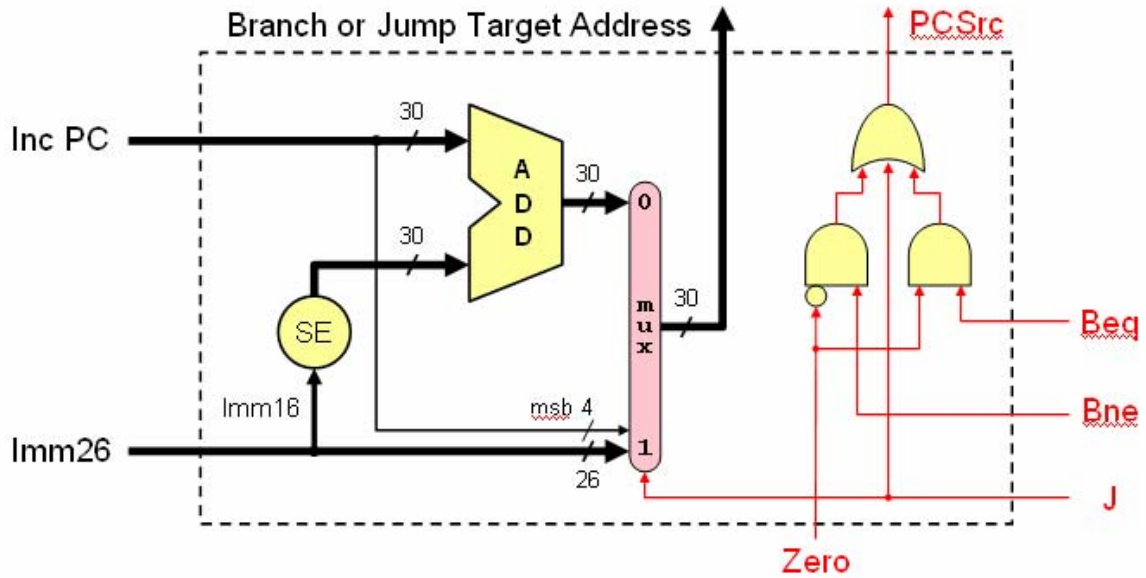 Branch or Jump Target Address
PCSrc
30
Inc PC
30
A
D
D
30
0
30
m
u
x
30
SE
Beq
Imm16
msb 4
Bne
Imm26
1
26
J
Zero